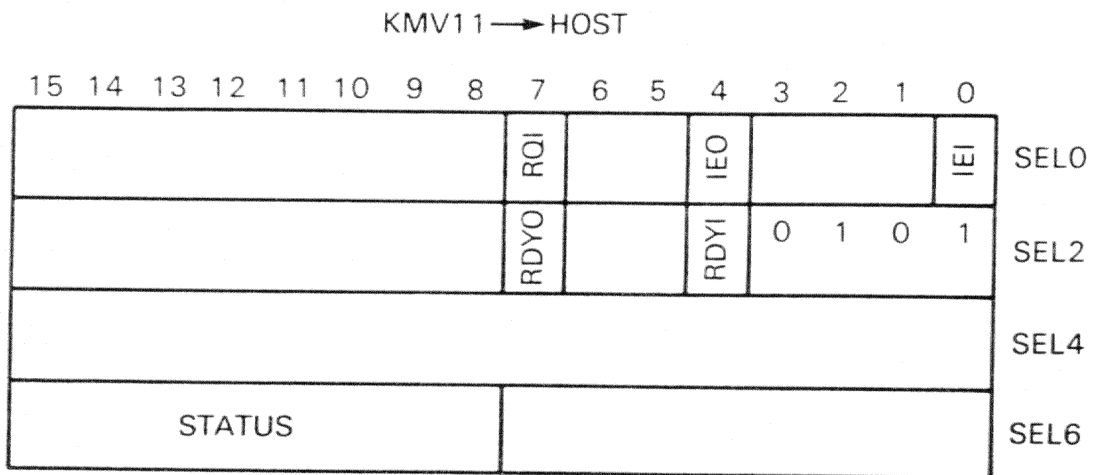 KMV11→HOST
15 14 13 12 11 10 9 8 7 6 5 4 3 2 1 0
RQI IEO IEI SEL0
RDYO RDYI 0 1 0 1 SEL2
SEL4
STATUS SEL6